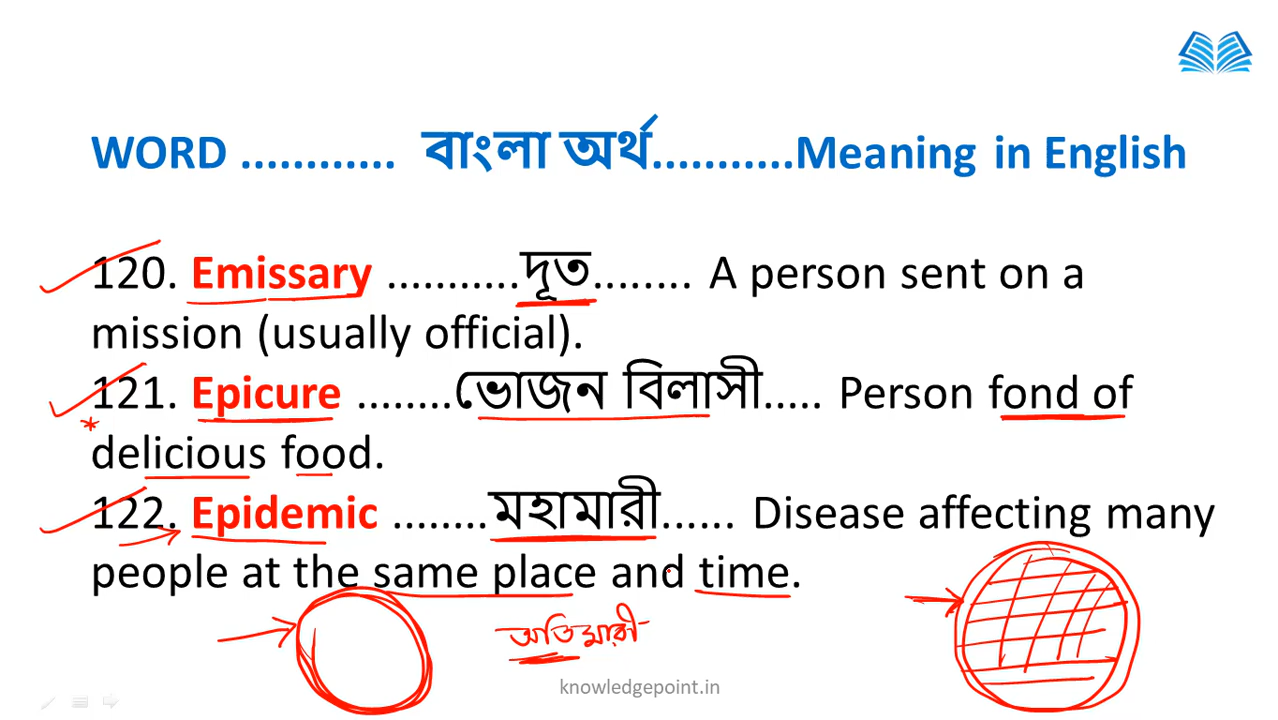 WORD ............ বাংলা অর্থ...........Meaning in English
120. Emissary ...........দূত........ A person sent on a
mission (usually official).
121. Epicure ........ভোজন বিলাসী..... Person fond of
* delicious food.
122. Epidemic ........মহামারী...... Disease affecting many
people at the same place and time.
অতিমারী
knowledgepoint.in